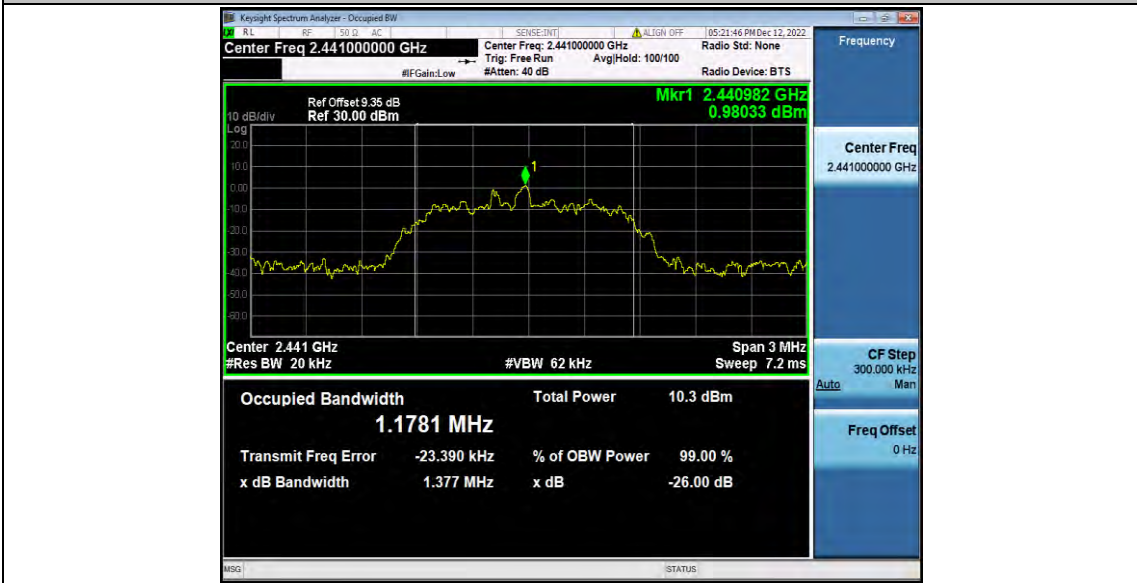 Keysight Spectrum Analyzer - Occupied BW
RL RF 50 Ω AC SENSE:INT ALIGN OFF 05:21:46 PM Dec 12, 2022
Center Freq 2.441000000 GHz
Center Freq: 2.441000000 GHz
Radio Std: None
Trig: Free Run Avg|Hold: 100/100
#IFGain:Low #Atten: 40 dB
Radio Device: BTS
Frequency
Mkr1 2.440982 GHz
0.98033 dBm
Ref Offset 9.35 dB
10 dB/div Ref 30.00 dBm
Log
20.0
10.0
0.00
-10.0
-20.0
-30.0
-40.0
-50.0
-60.0
1
Center 2.441 GHz Span 3 MHz
#Res BW 20 kHz #VBW 62 kHz Sweep 7.2 ms
Center Freq
2.441000000 GHz
CF Step
300.000 kHz
Auto Man
Freq Offset
0 Hz
Occupied Bandwidth Total Power 10.3 dBm
1.1781 MHz
Transmit Freq Error -23.390 kHz % of OBW Power 99.00 %
x dB Bandwidth 1.377 MHz x dB -26.00 dB
MSG STATUS